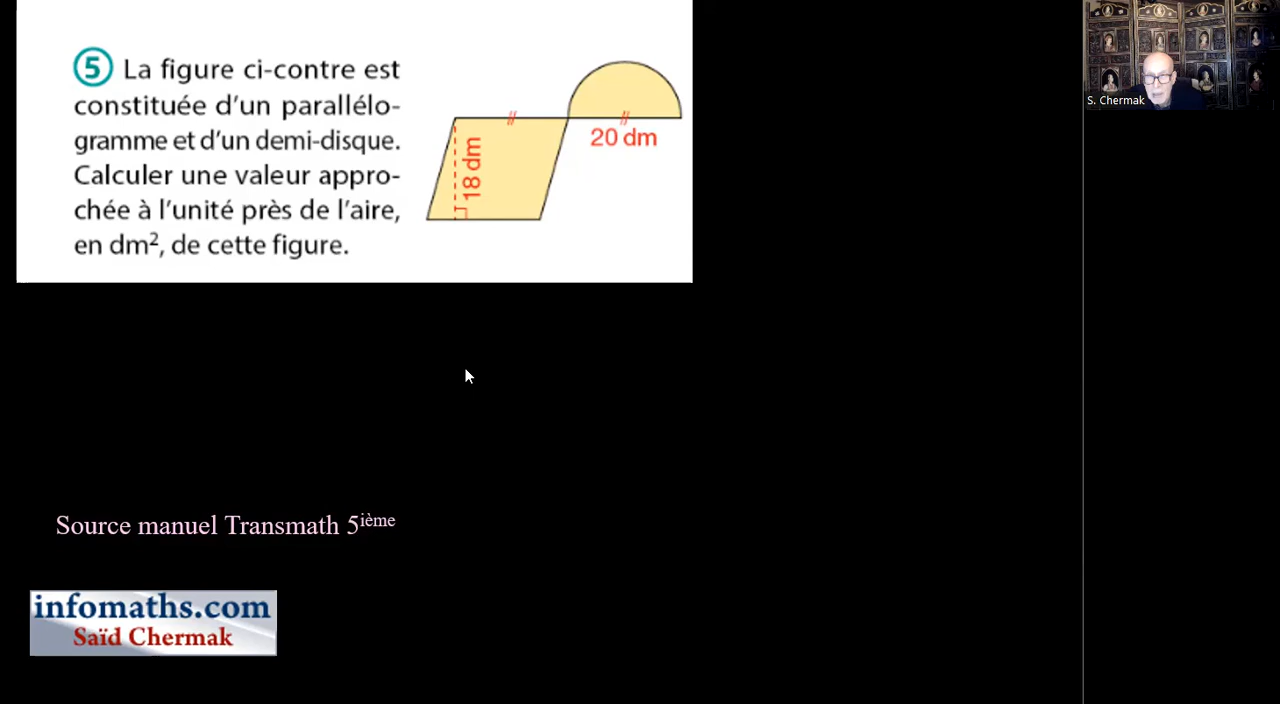 5 La figure ci-contre est
constituée d'un parallélo-
gramme et d'un demi-disque.
Calculer une valeur appro-
chée à l'unité près de l'aire,
en dm², de cette figure.
18 dm
20 dm
S. Chermak
Source manuel Transmath 5ième
infomaths.com
Saïd Chermak